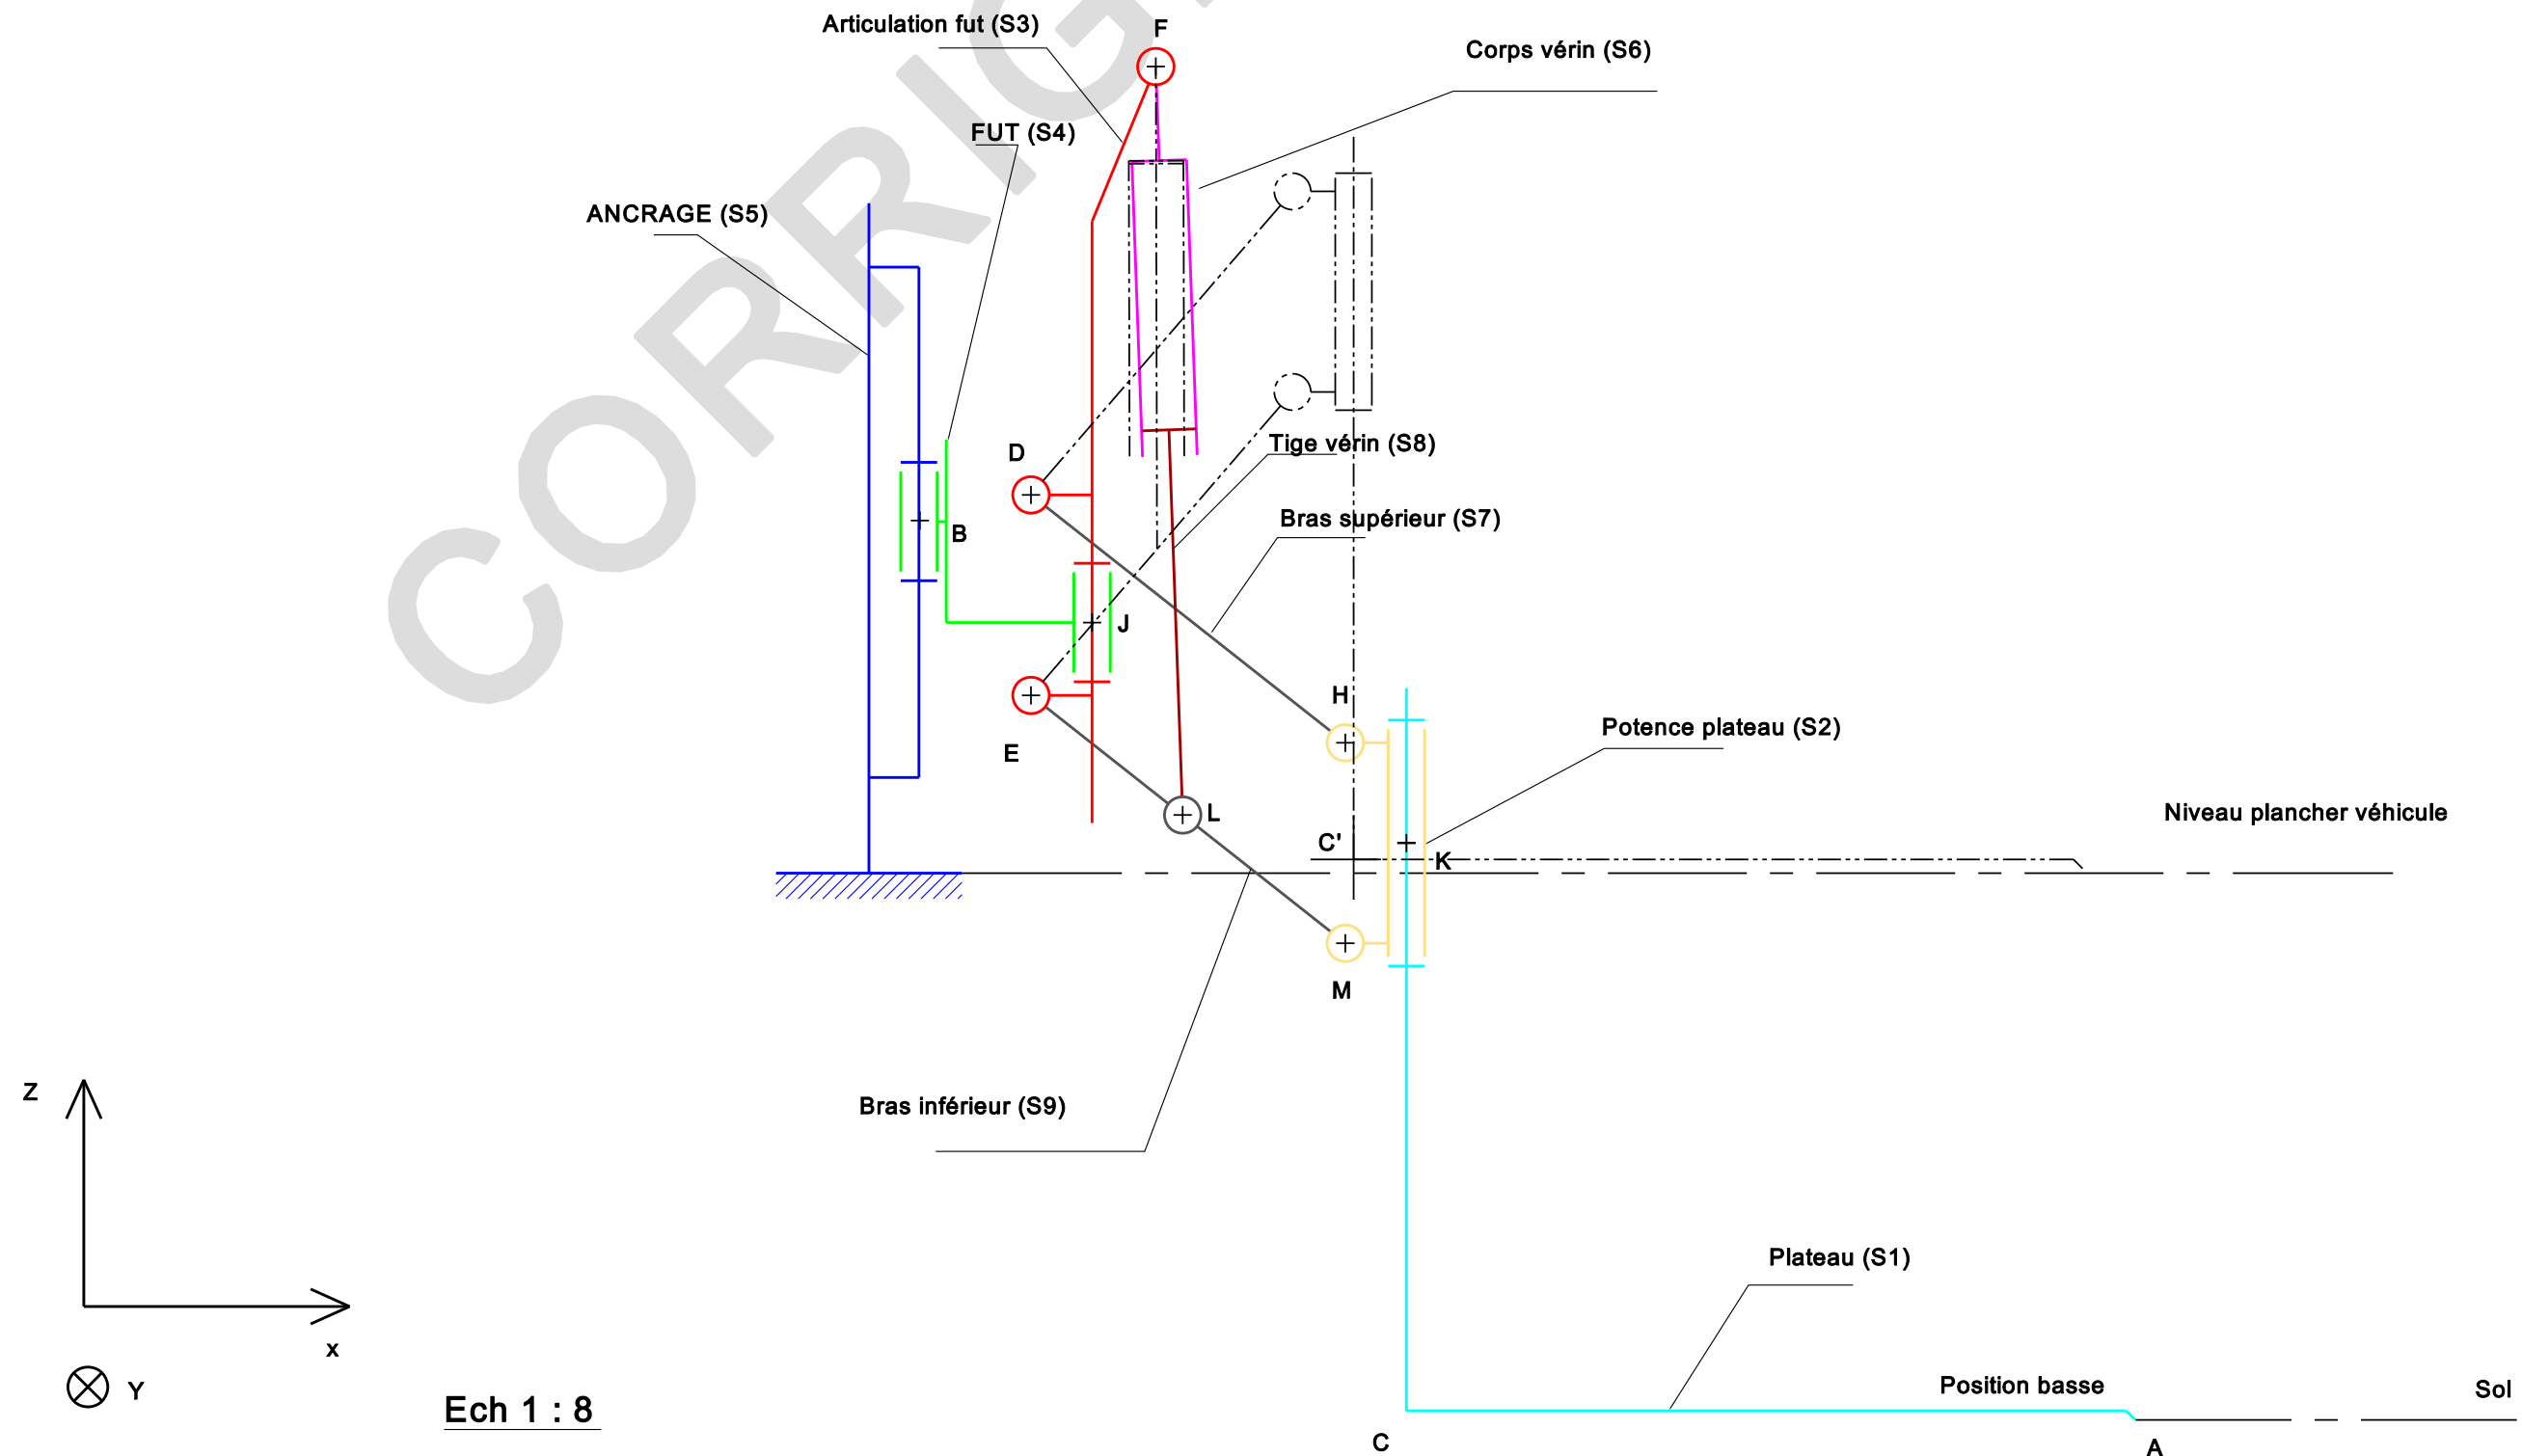 Articulation fut (S3)
F
Corps vérin (S6)
FUT (S4)
ANCRAGE (S5)
D
Tige vérin (S8)
B
Bras supérieur (S7)
J
H
E
Potence plateau (S2)
L
Niveau plancher véhicule
C'
K
M
Z
Bras inférieur (S9)
Plateau (S1)
x
Y
Position basse
Sol
Ech 1 : 8
C
A
CORRIG